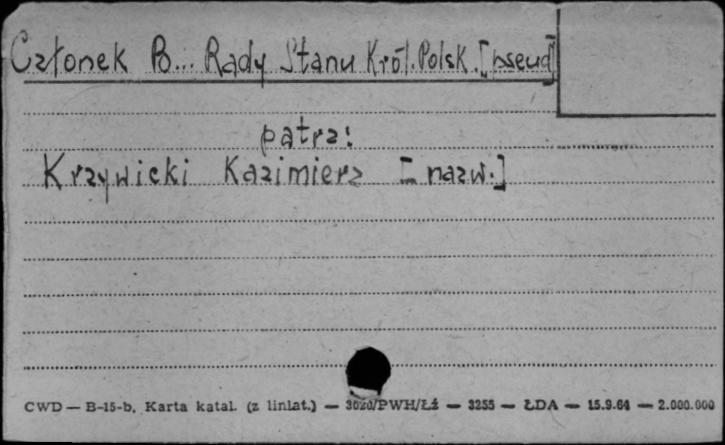 Członek B... Rady Stanu Król. Polsk. [pseud]
patrz:
Krzywicki Kazimierz [nazw.]
CWD — B-15-b. Karta katal. (z liniat.) — 3620/PWH/Łź — 3255 — ŁDA — 15.9.64 — 2.000.000